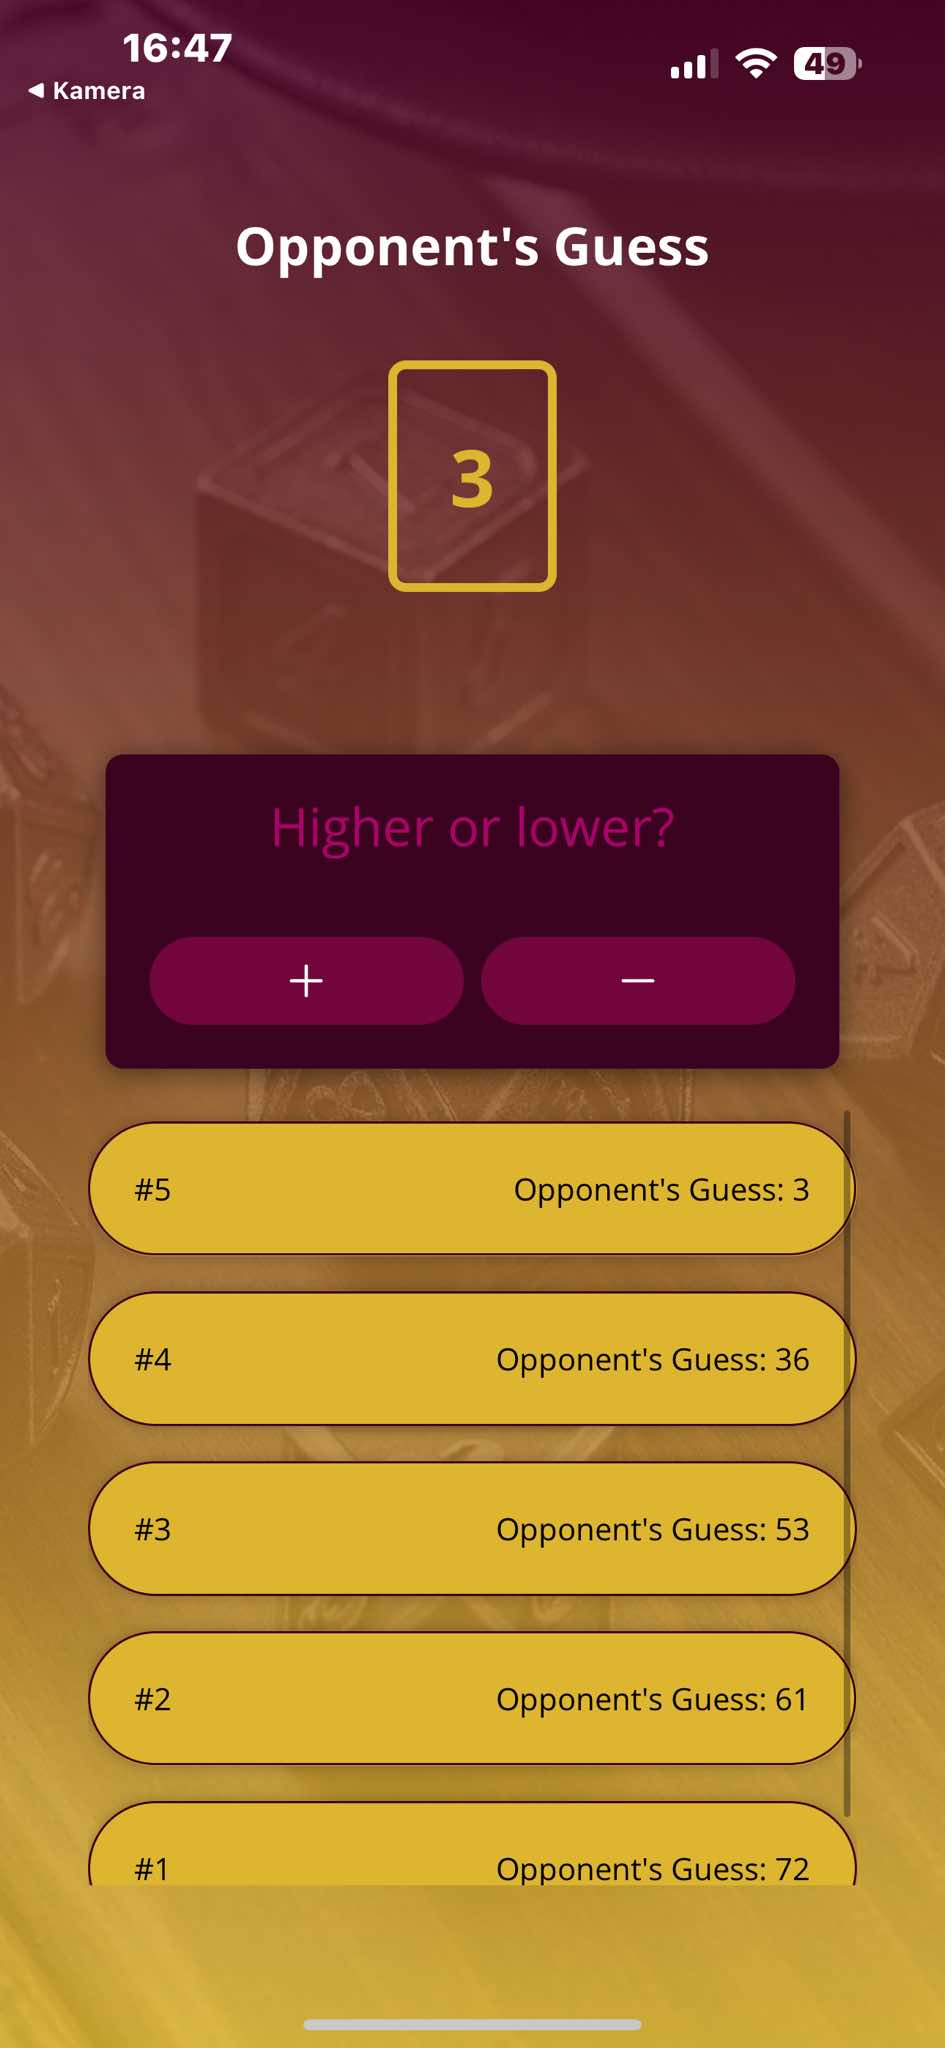 16:47
49
◀ Kamera
Opponent's Guess
3
Higher or lower?
+ −
#5 Opponent's Guess: 3
#4 Opponent's Guess: 36
#3 Opponent's Guess: 53
#2 Opponent's Guess: 61
#1 Opponent's Guess: 72